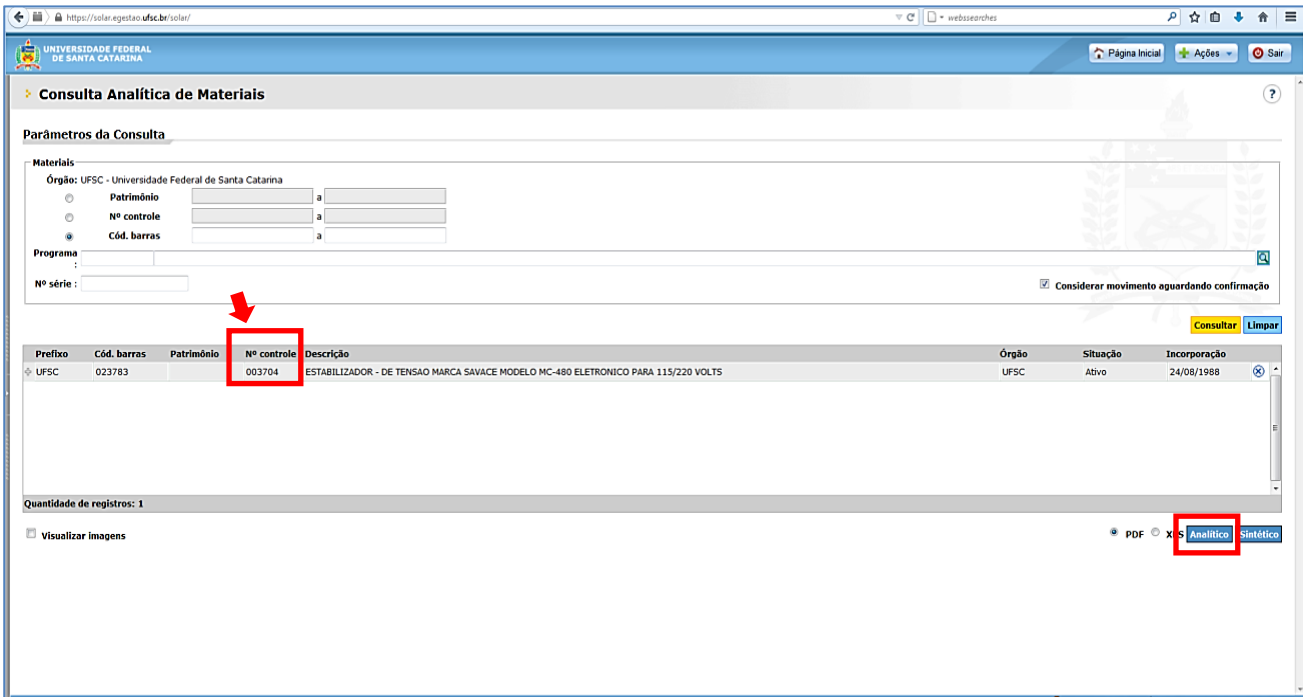 https://solar.egestao.ufsc.br/solar/ webssearches
UNIVERSIDADE FEDERAL
DE SANTA CATARINA
Página Inicial Ações Sair
Consulta Analítica de Materiais ?
Parâmetros da Consulta
Materiais
Órgão: UFSC - Universidade Federal de Santa Catarina
Patrimônio a
Nº controle a
Cód. barras a
Programa
:
Nº série : Considerar movimento aguardando confirmação
Consultar Limpar
Prefixo Cód. barras Patrimônio Nº controle Descrição Órgão Situação Incorporação
UFSC 023783 003704 ESTABILIZADOR - DE TENSAO MARCA SAVACE MODELO MC-480 ELETRONICO PARA 115/220 VOLTS UFSC Ativo 24/08/1988
Quantidade de registros: 1
Visualizar imagens PDF XLS Analítico Sintético